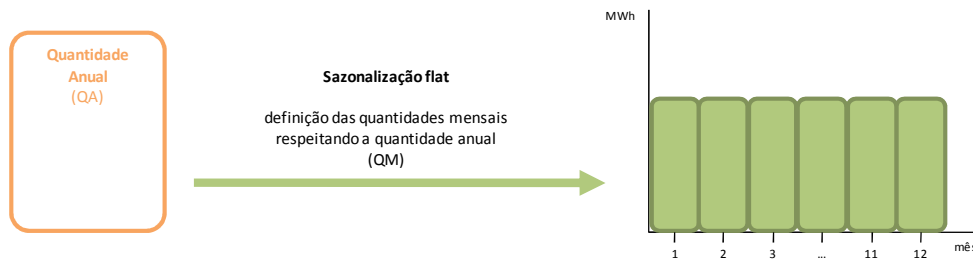 Quantidade
Anual
(QA)
Sazonalização flat
definição das quantidades mensais
respeitando a quantidade anual
(QM)
MWh
1 2 3 ... 11 12 mês